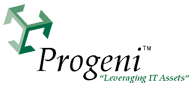 Progeni™
"Leveraging IT Assets"